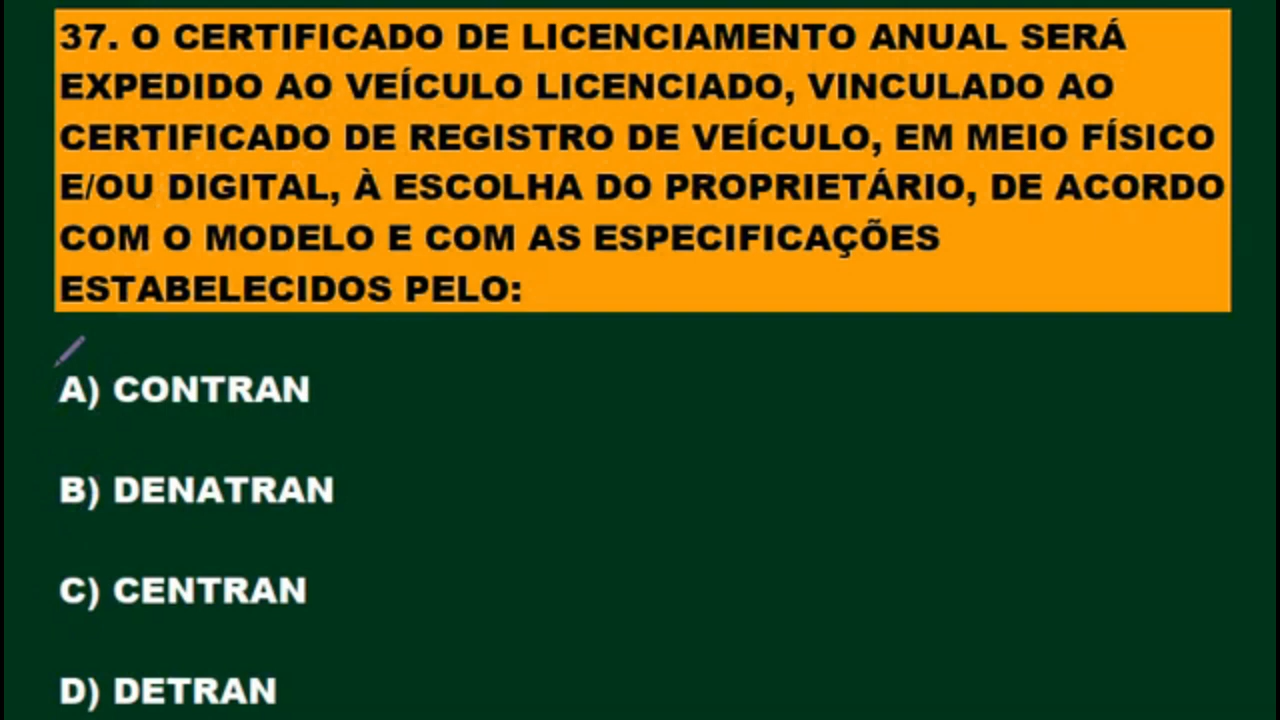 37. O CERTIFICADO DE LICENCIAMENTO ANUAL SERÁ
EXPEDIDO AO VEÍCULO LICENCIADO, VINCULADO AO
CERTIFICADO DE REGISTRO DE VEÍCULO, EM MEIO FÍSICO
E/OU DIGITAL, À ESCOLHA DO PROPRIETÁRIO, DE ACORDO
COM O MODELO E COM AS ESPECIFICAÇÕES
ESTABELECIDOS PELO:
A) CONTRAN
B) DENATRAN
C) CENTRAN
D) DETRAN